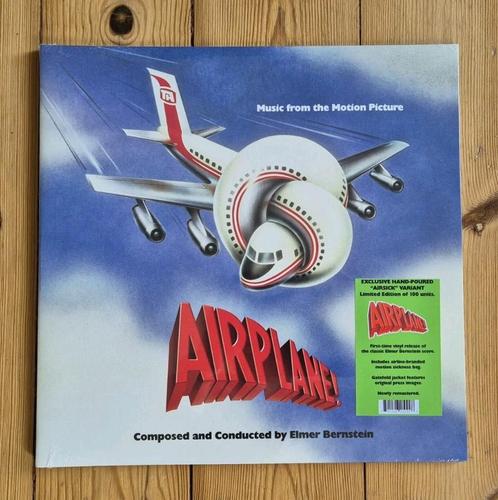 TA
Music from the Motion Picture
AIRPLANE!
Composed and Conducted by Elmer Bernstein
EXCLUSIVE HAND-POURED
"AIRSICK" VARIANT
Limited Edition of 100 units.
AIRPLANE!
First-time vinyl release of
the classic Elmer Bernstein score.
Includes airline-branded
motion sickness bag.
Gatefold jacket features
original press images.
Newly remastered.